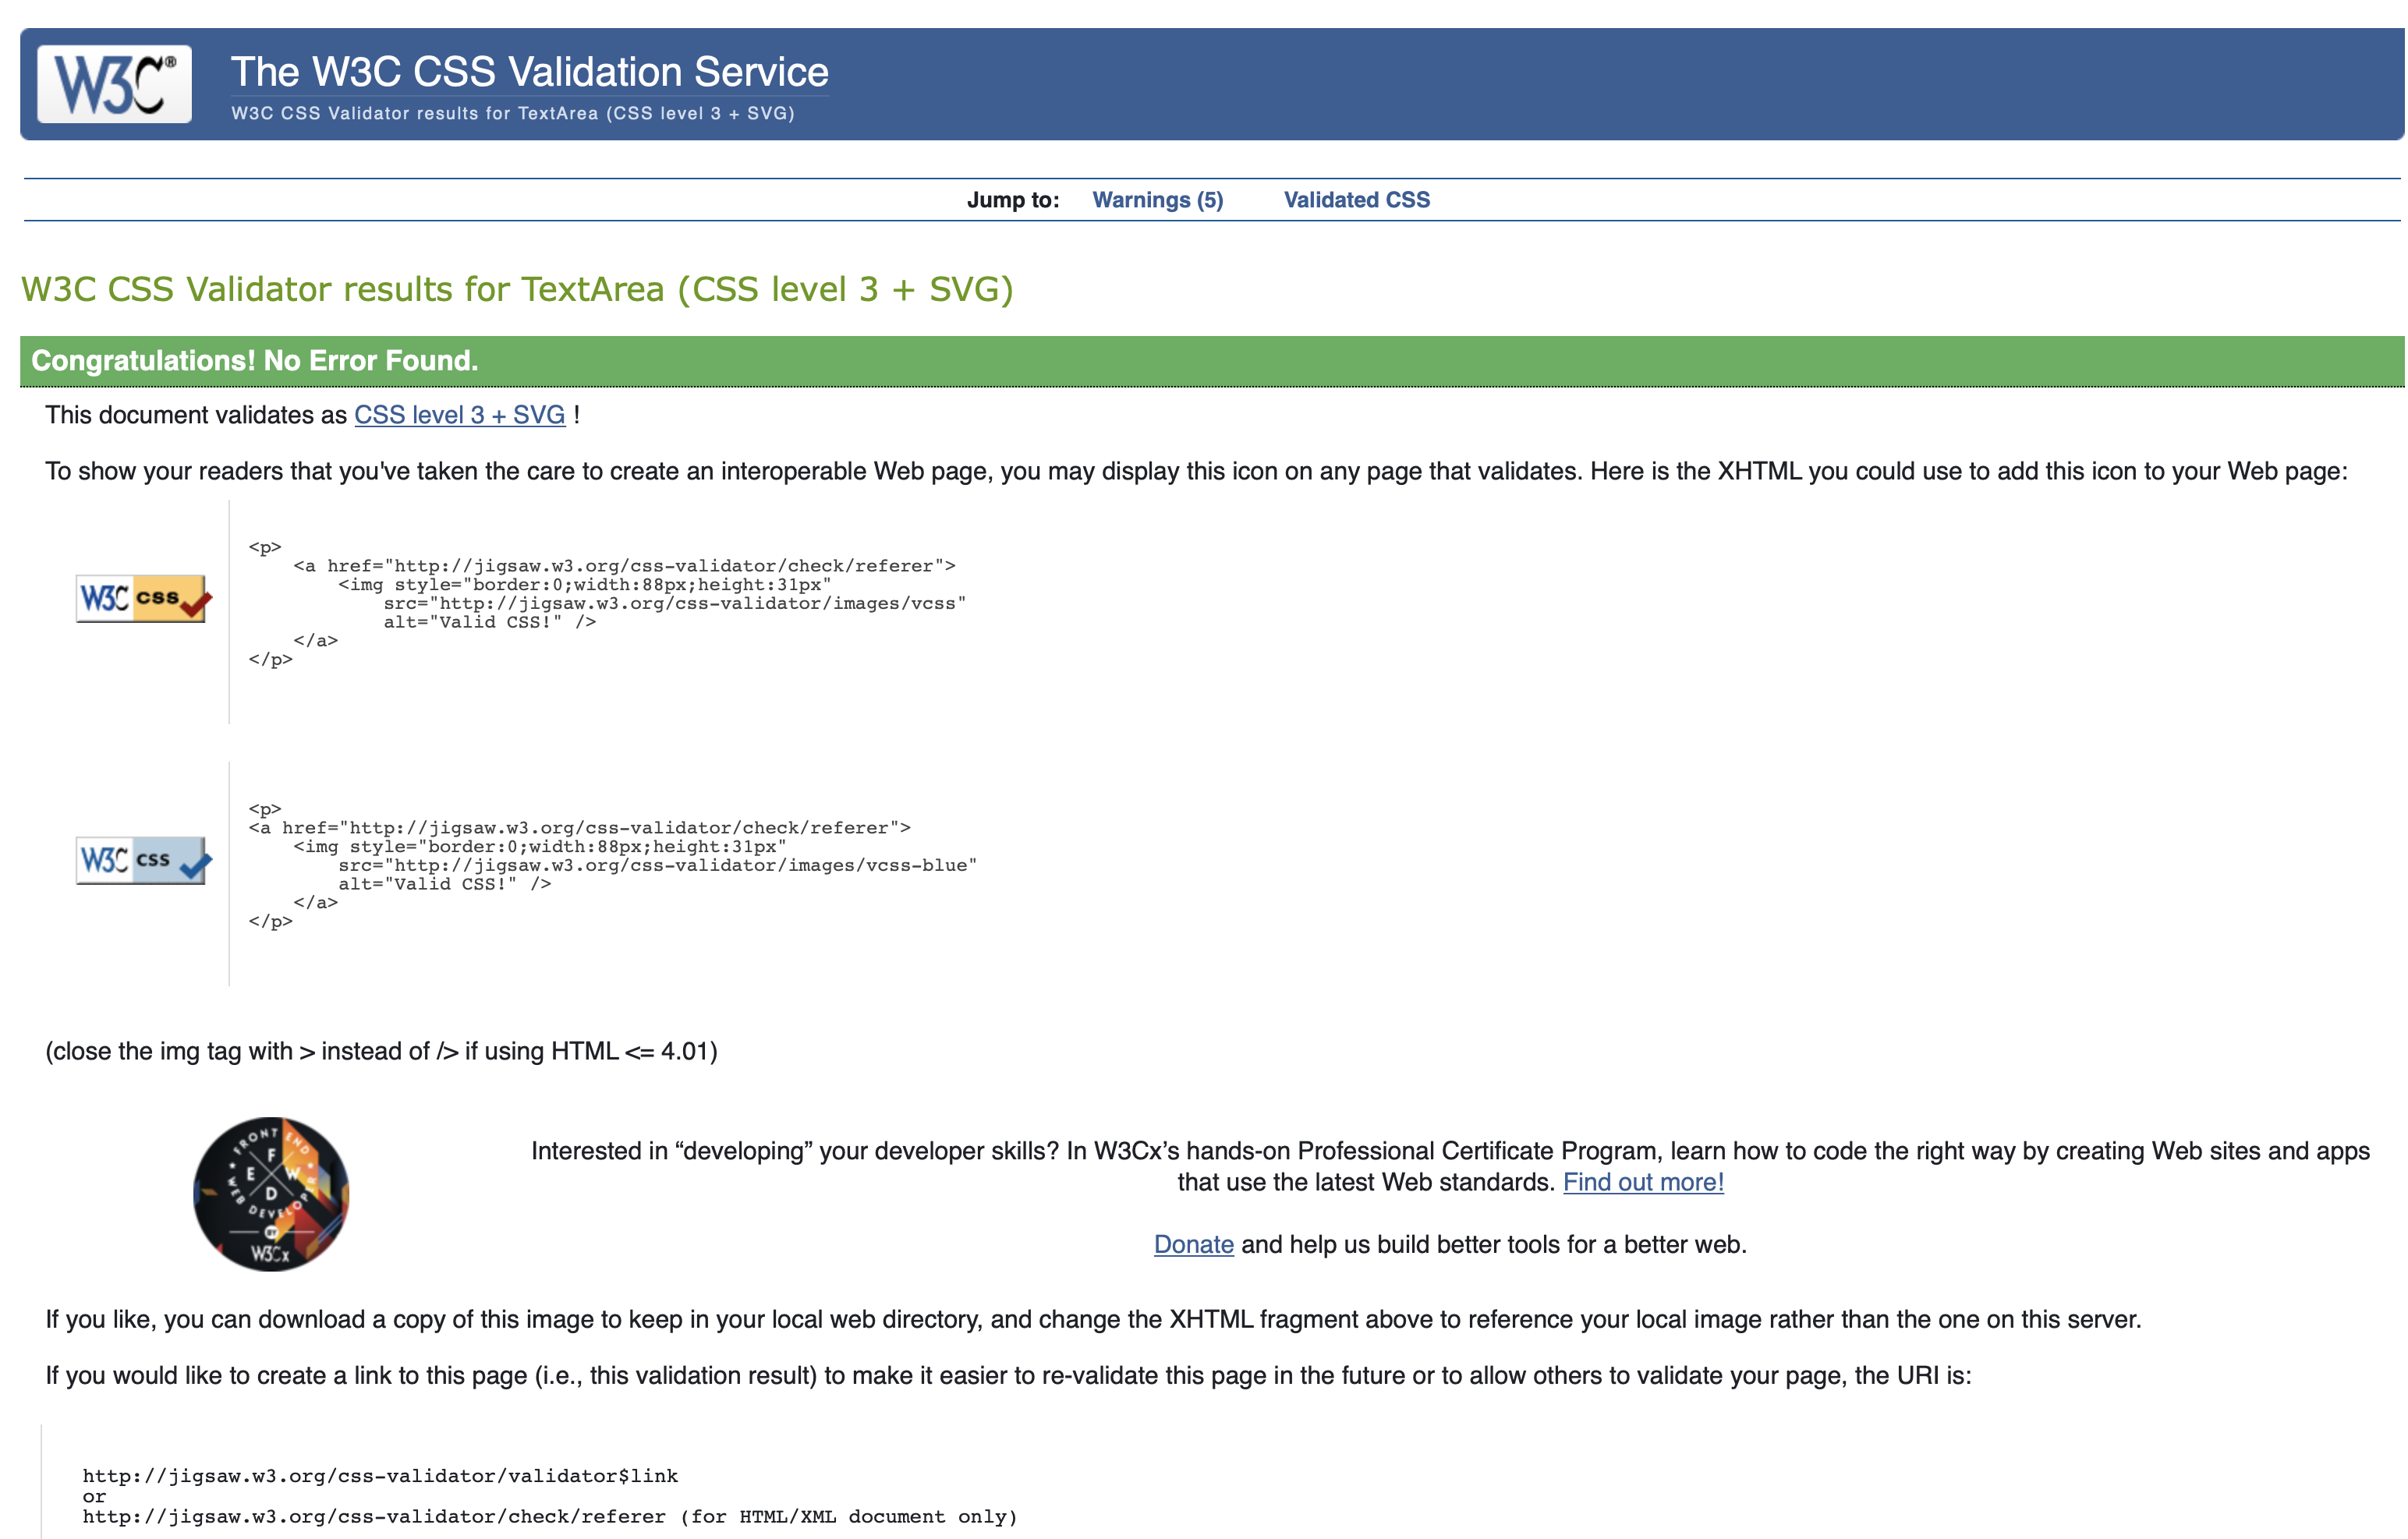 W3C®
The W3C CSS Validation Service
W3C CSS Validator results for TextArea (CSS level 3 + SVG)
Jump to: Warnings (5) Validated CSS
W3C CSS Validator results for TextArea (CSS level 3 + SVG)
Congratulations! No Error Found.
This document validates as CSS level 3 + SVG !
To show your readers that you've taken the care to create an interoperable Web page, you may display this icon on any page that validates. Here is the XHTML you could use to add this icon to your Web page:
W3C css
<p>
<a href="http://jigsaw.w3.org/css-validator/check/referer">
<img style="border:0;width:88px;height:31px"
src="http://jigsaw.w3.org/css-validator/images/vcss"
alt="Valid CSS!" />
</a>
</p>
W3C css
<p>
<a href="http://jigsaw.w3.org/css-validator/check/referer">
<img style="border:0;width:88px;height:31px"
src="http://jigsaw.w3.org/css-validator/images/vcss-blue"
alt="Valid CSS!" />
</a>
</p>
(close the img tag with > instead of /> if using HTML <= 4.01)
FRONT END
F
E W
D
WEB DEVELOPER
BY
W3Cx
Interested in “developing” your developer skills? In W3Cx’s hands-on Professional Certificate Program, learn how to code the right way by creating Web sites and apps
that use the latest Web standards. Find out more!
Donate and help us build better tools for a better web.
If you like, you can download a copy of this image to keep in your local web directory, and change the XHTML fragment above to reference your local image rather than the one on this server.
If you would like to create a link to this page (i.e., this validation result) to make it easier to re-validate this page in the future or to allow others to validate your page, the URI is:
http://jigsaw.w3.org/css-validator/validator$link
or
http://jigsaw.w3.org/css-validator/check/referer (for HTML/XML document only)